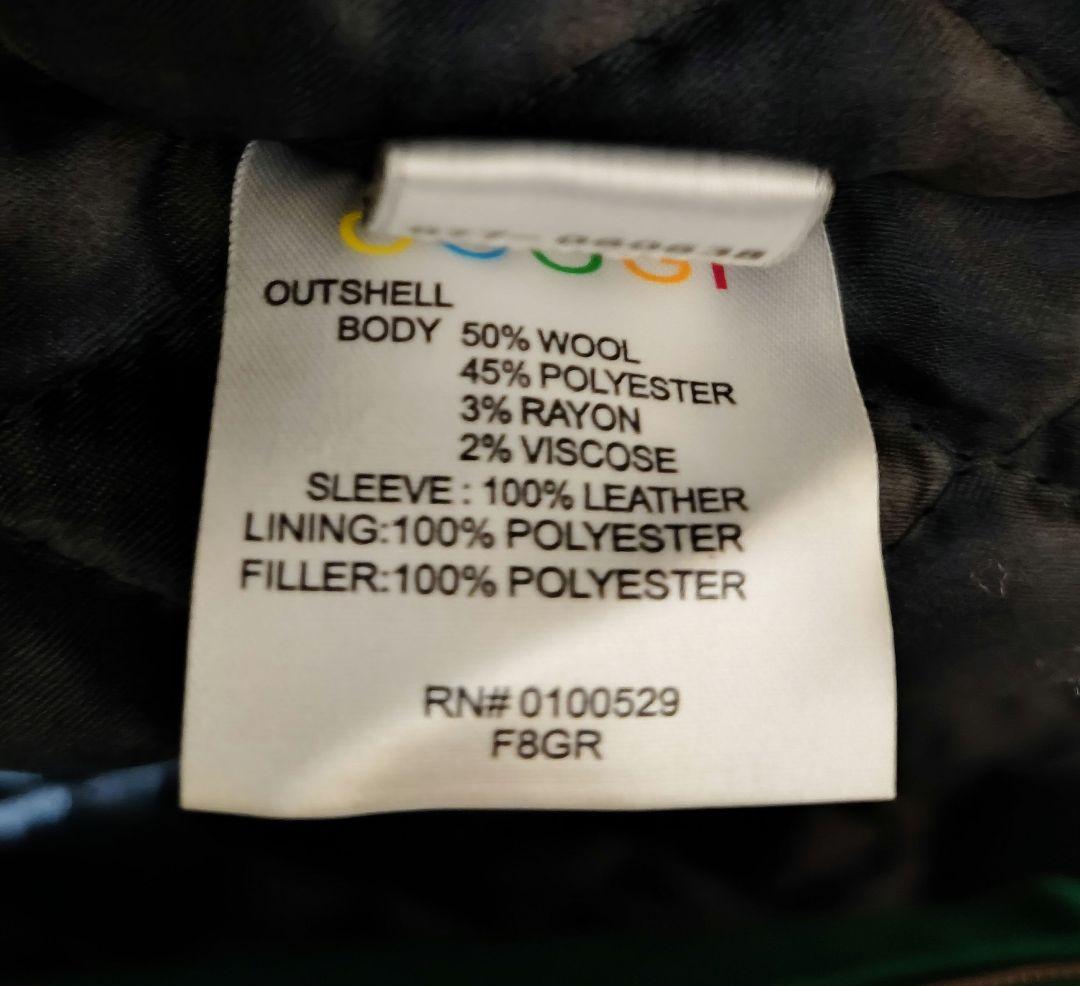 OUTSHELL
BODY 50% WOOL
45% POLYESTER
3% RAYON
2% VISCOSE
SLEEVE : 100% LEATHER
LINING:100% POLYESTER
FILLER:100% POLYESTER
RN# 0100529
F8GR